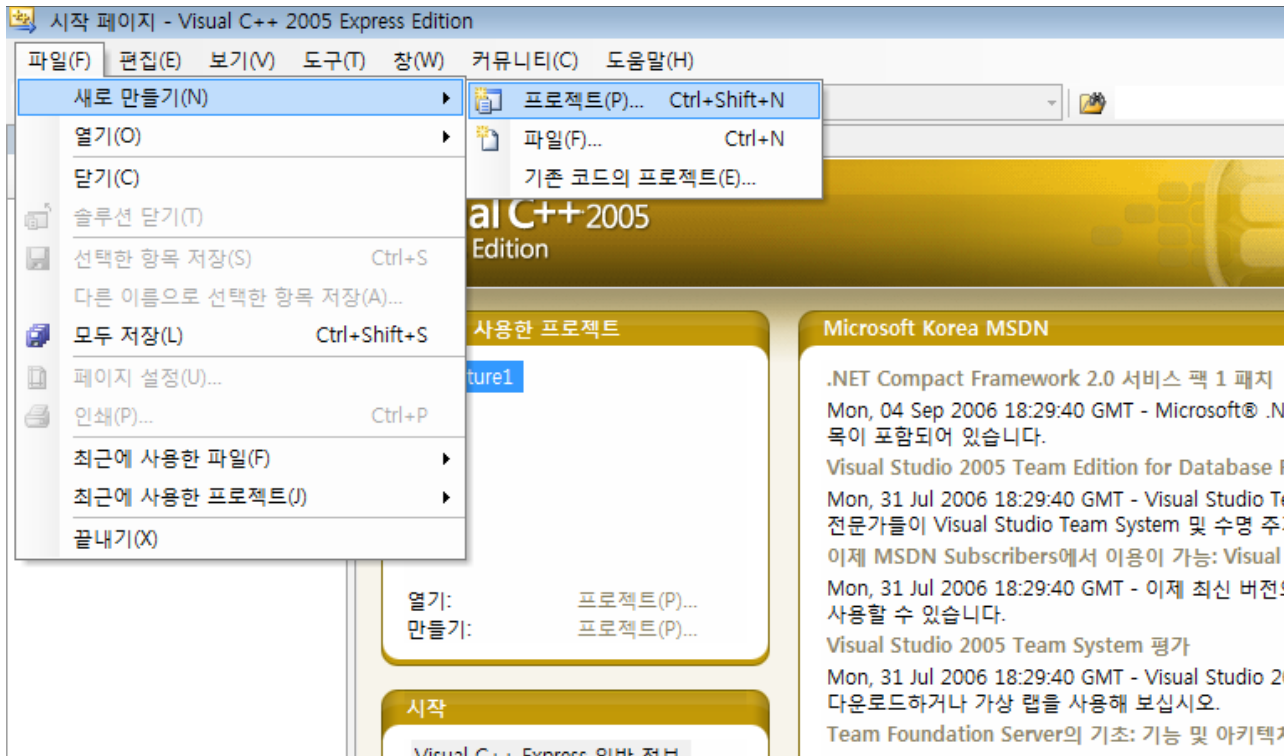 시작 페이지 - Visual C++ 2005 Express Edition
파일(F) 편집(E) 보기(V) 도구(T) 창(W) 커뮤니티(C) 도움말(H)
새로 만들기(N)
열기(O)
닫기(C)
솔루션 닫기(T)
선택한 항목 저장(S) Ctrl+S
다른 이름으로 선택한 항목 저장(A)...
모두 저장(L) Ctrl+Shift+S
페이지 설정(U)...
인쇄(P)... Ctrl+P
최근에 사용한 파일(F)
최근에 사용한 프로젝트(J)
끝내기(X)
프로젝트(P)... Ctrl+Shift+N
파일(F)... Ctrl+N
기존 코드의 프로젝트(E)...
al C++ 2005
Edition
사용한 프로젝트
ture1
열기: 프로젝트(P)...
만들기: 프로젝트(P)...
시작
Visual C++ Express 일반 정보
Microsoft Korea MSDN
.NET Compact Framework 2.0 서비스 팩 1 패치
Mon, 04 Sep 2006 18:29:40 GMT - Microsoft® .N
목이 포함되어 있습니다.
Visual Studio 2005 Team Edition for Database
Mon, 31 Jul 2006 18:29:40 GMT - Visual Studio Te
전문가들이 Visual Studio Team System 및 수명 주
이제 MSDN Subscribers에서 이용이 가능: Visual
Mon, 31 Jul 2006 18:29:40 GMT - 이제 최신 버전
사용할 수 있습니다.
Visual Studio 2005 Team System 평가
Mon, 31 Jul 2006 18:29:40 GMT - Visual Studio 20
다운로드하거나 가상 랩을 사용해 보십시오.
Team Foundation Server의 기초: 기능 및 아키텍